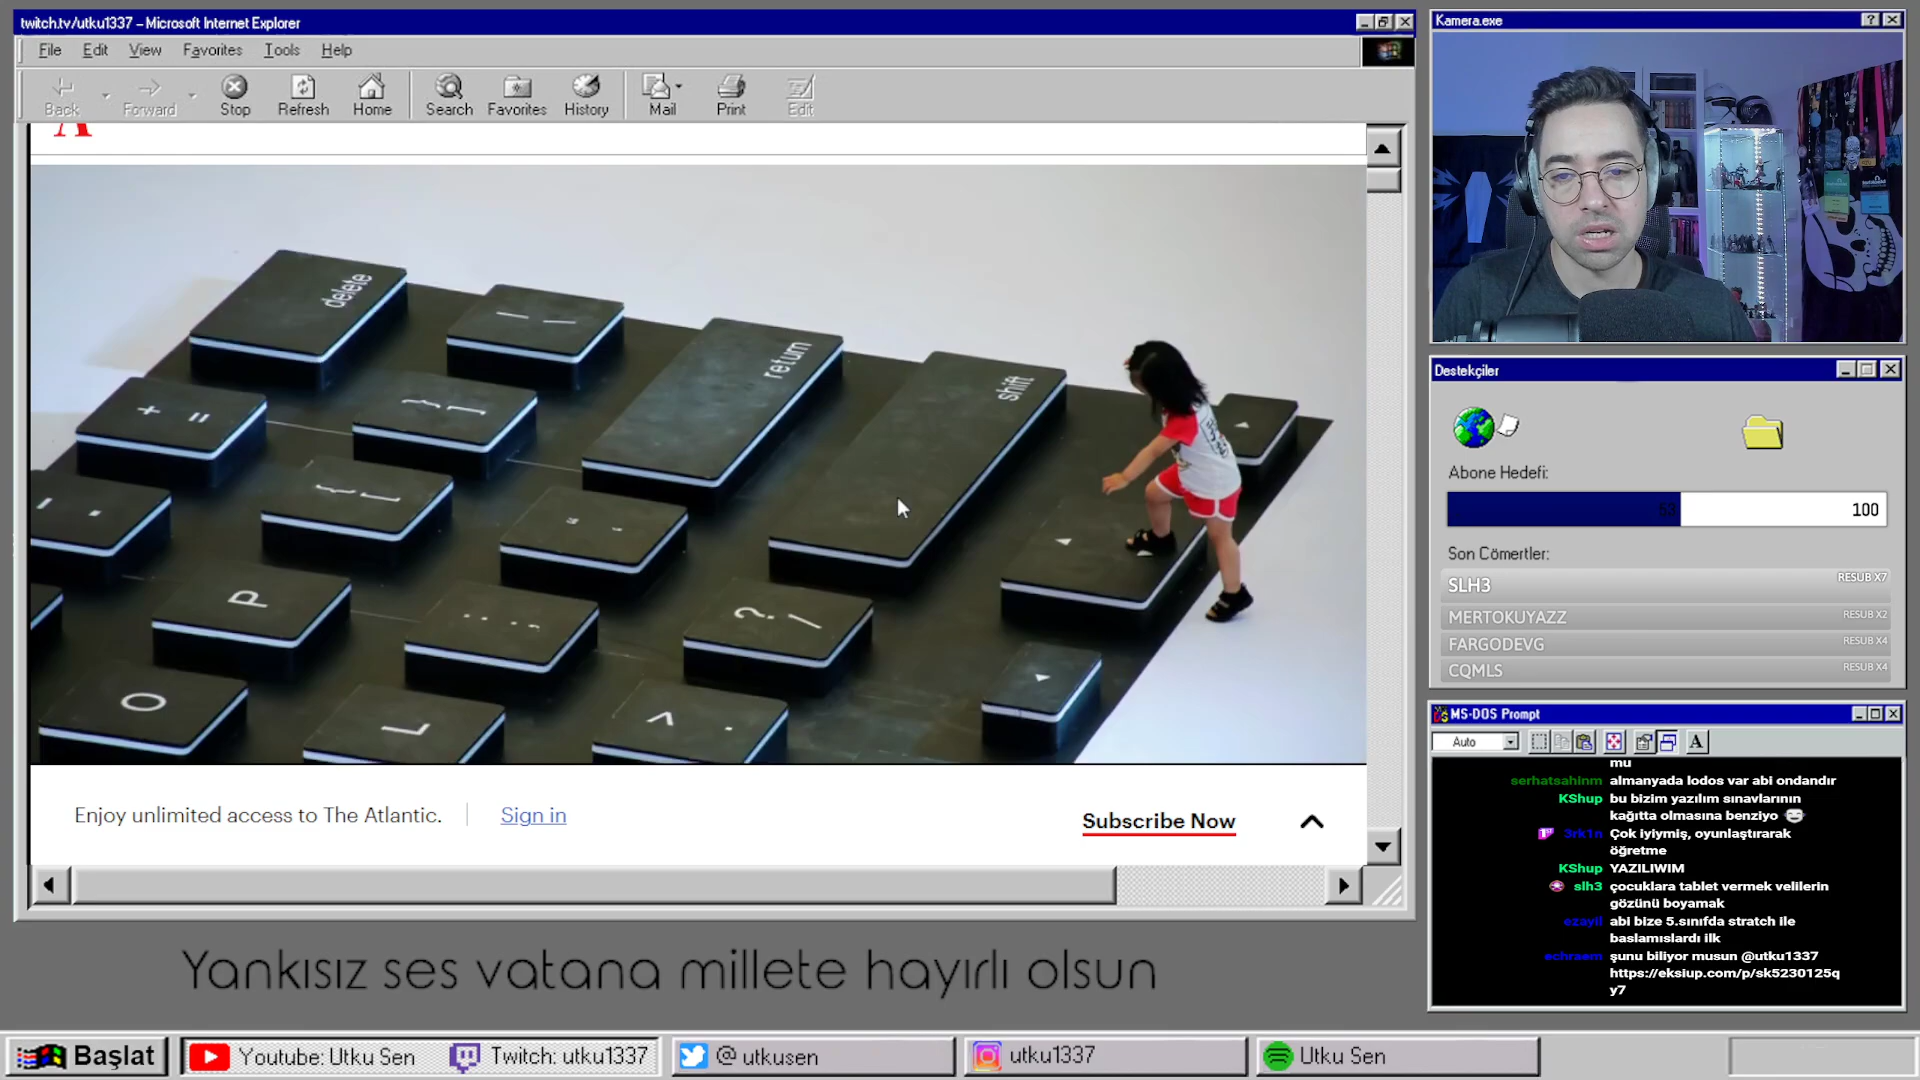 twitch.tv/utku1337 – Microsoft Internet Explorer
File Edit View Favorites Tools Help
Back Forward Stop Refresh Home Search Favorites History Mail Print Edit
A
delete
return
shift
+ =
P
? /
O
L
Enjoy unlimited access to The Atlantic. Sign in
Subscribe Now
Yankısız ses vatana millete hayırlı olsun
Kamera.exe
Destekçiler
Abone Hedefi:
53 100
Son Cömertler:
SLH3 RESUB X7
MERTOKUYAZZ RESUB X2
FARGODEVG RESUB X4
CQMLS RESUB X4
MS-DOS Prompt
Auto
A
mu
serhatsahinm almanyada lodos var abi ondandır
KShup bu bizim yazılım sınavlarının
kağıtta olmasına benziyo
3rk1n Çok iyiymiş, oyunlaştırarak
öğretme
KShup YAZILIWIM
slh3 çocuklara tablet vermek velilerin
gözünü boyamak
ezayil abi bize 5.sınıfda stratch ile
baslamıslardı ilk
echraem şunu biliyor musun @utku1337
https://eksiup.com/p/sk5230125q
y7
Başlat Youtube: Utku Sen Twitch: utku1337 @utkusen utku1337 Utku Sen